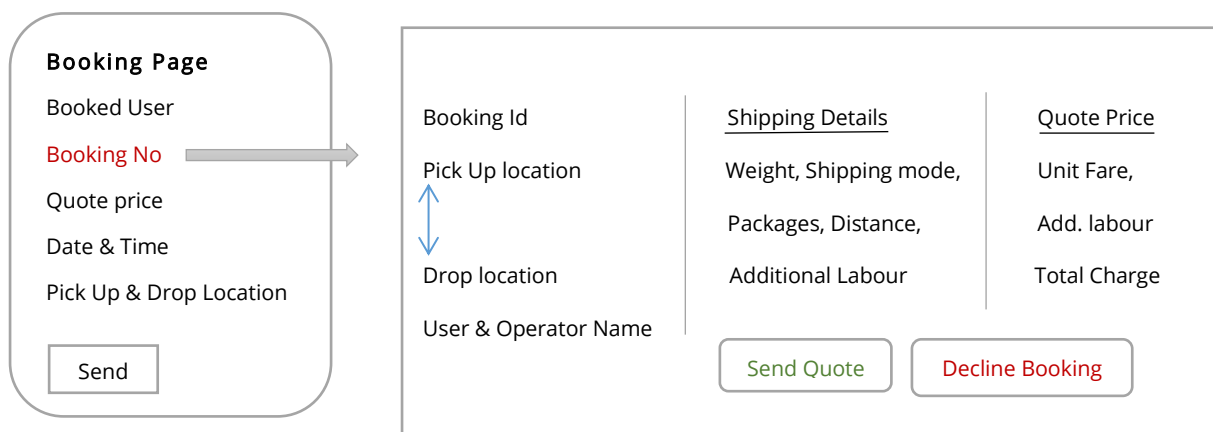 Booking Page
Booked User
Booking No
Quote price
Date & Time
Pick Up & Drop Location
Send
Booking Id
Pick Up location
Drop location
User & Operator Name
Shipping Details
Weight, Shipping mode,
Packages, Distance,
Additional Labour
Quote Price
Unit Fare,
Add. labour
Total Charge
Send Quote
Decline Booking